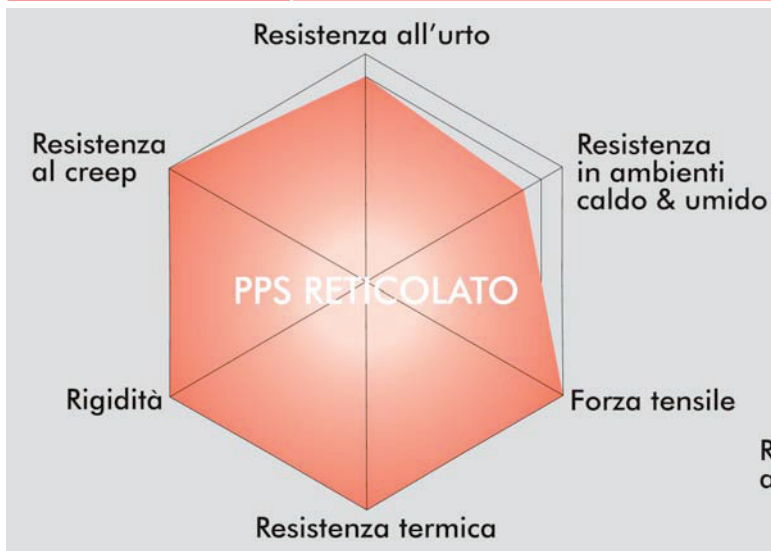 Resistenza all'urto
Resistenza
al creep
Resistenza
in ambienti
caldo & umido
PPS RETICOLATO
Rigidità
Forza tensile
Resistenza termica